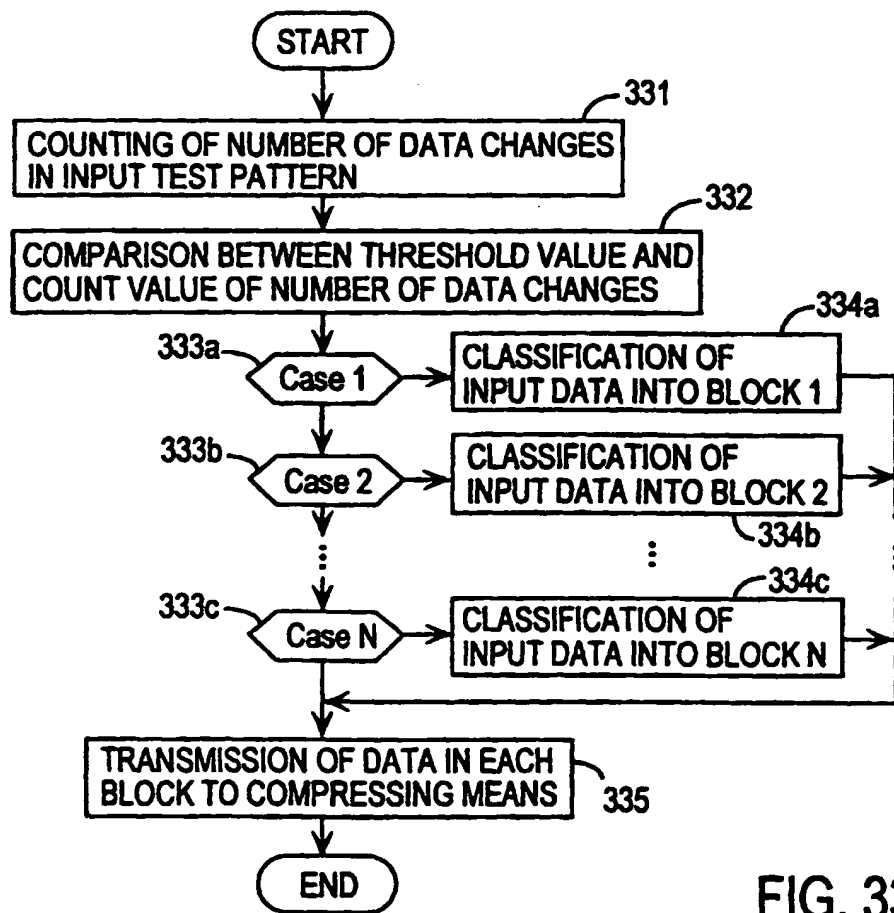 START
331
COUNTING OF NUMBER OF DATA CHANGES
IN INPUT TEST PATTERN
332
COMPARISON BETWEEN THRESHOLD VALUE AND
COUNT VALUE OF NUMBER OF DATA CHANGES
333a
Case 1
334a
CLASSIFICATION OF
INPUT DATA INTO BLOCK 1
333b
Case 2
CLASSIFICATION OF
INPUT DATA INTO BLOCK 2
334b
333c
Case N
334c
CLASSIFICATION OF
INPUT DATA INTO BLOCK N
TRANSMISSION OF DATA IN EACH
BLOCK TO COMPRESSING MEANS
335
END
FIG. 33